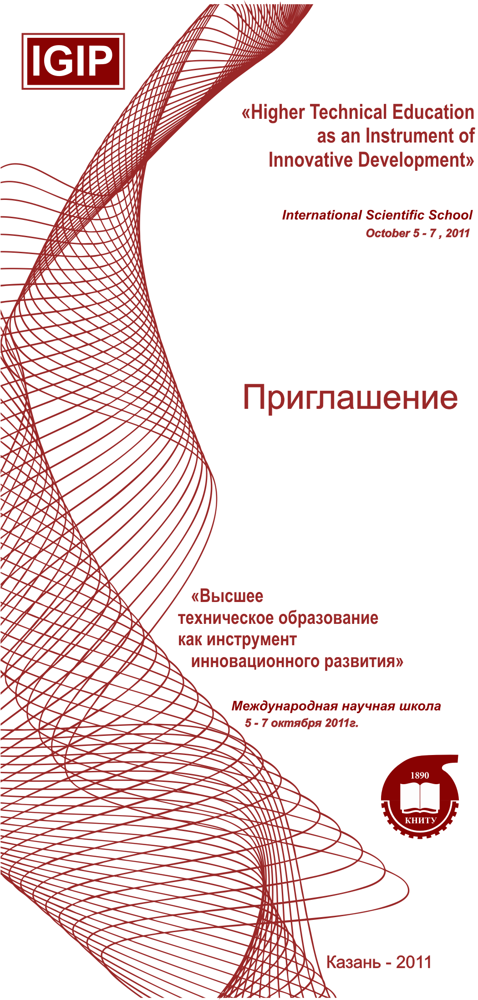 IGIP
«Higher Technical Education
as an Instrument of
Innovative Development»
International Scientific School
October 5 - 7 , 2011
Приглашение
«Высшее
техническое образование
как инструмент
инновационного развития»
Международная научная школа
5 - 7 октября 2011г.
1890
КНИТУ
Казань - 2011